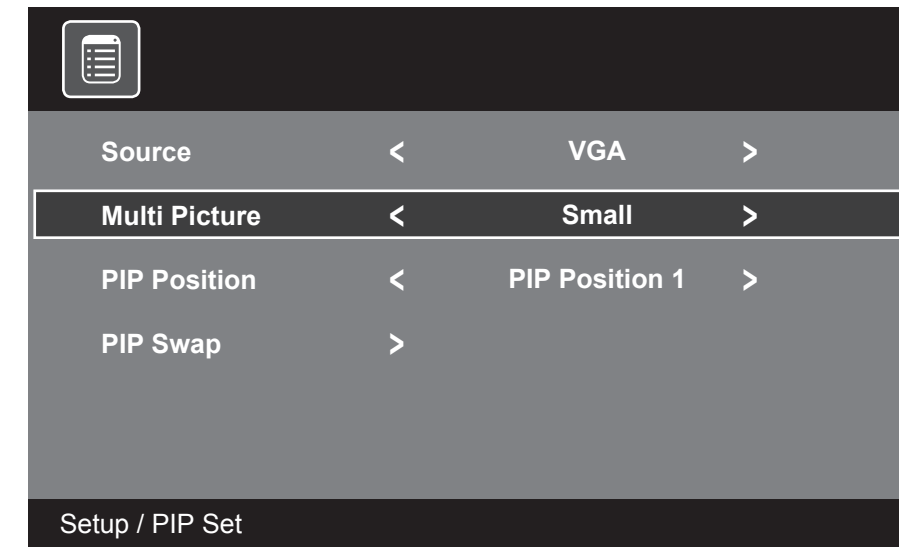 Source < VGA >
Multi Picture < Small >
PIP Position < PIP Position 1 >
PIP Swap >
Setup / PIP Set